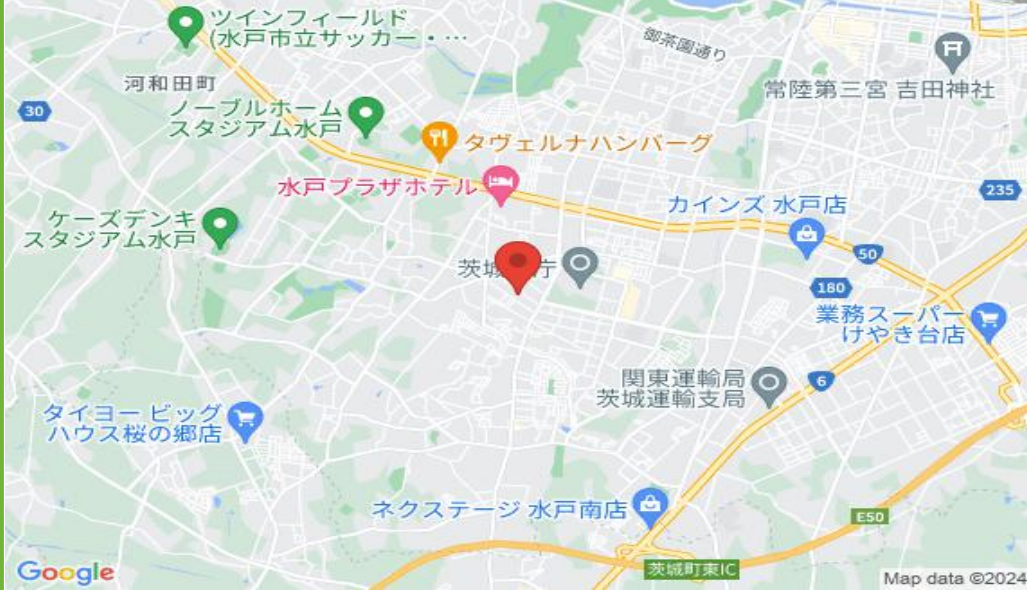 ツインフィールド
(水戸市立サッカー・…
御茶園通り
河和田町
常陸第三宮 吉田神社
30
ノーブルホーム
スタジアム水戸
タヴェルナハンバーグ
水戸プラザホテル
235
カインズ 水戸店
ケーズデンキ
スタジアム水戸
50
茨城 庁
180
業務スーパー
けやき台店
関東運輸局
茨城運輸支局
6
タイヨー ビッグ
ハウス桜の郷店
ネクステージ 水戸南店
E50
茨城町東IC
Google
Map data ©2024